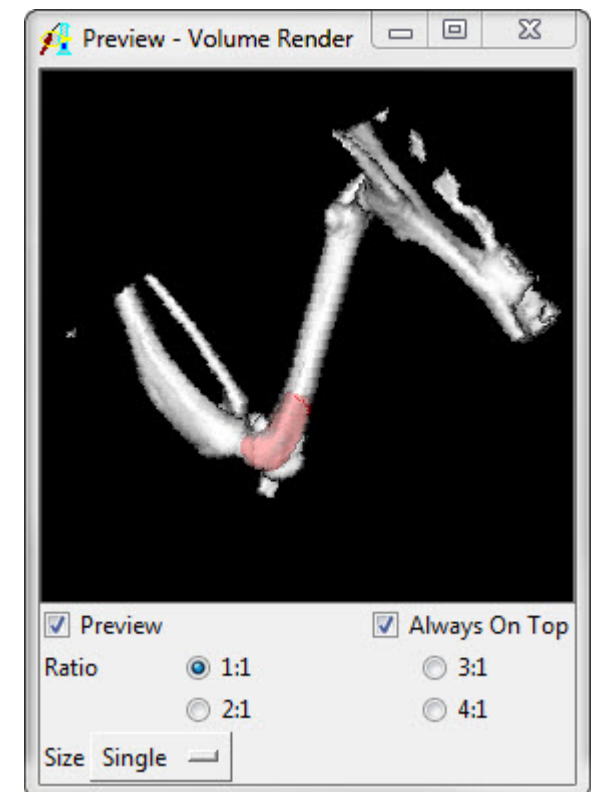 Preview - Volume Render
Preview Always On Top
Ratio 1:1 3:1
2:1 4:1
Size Single